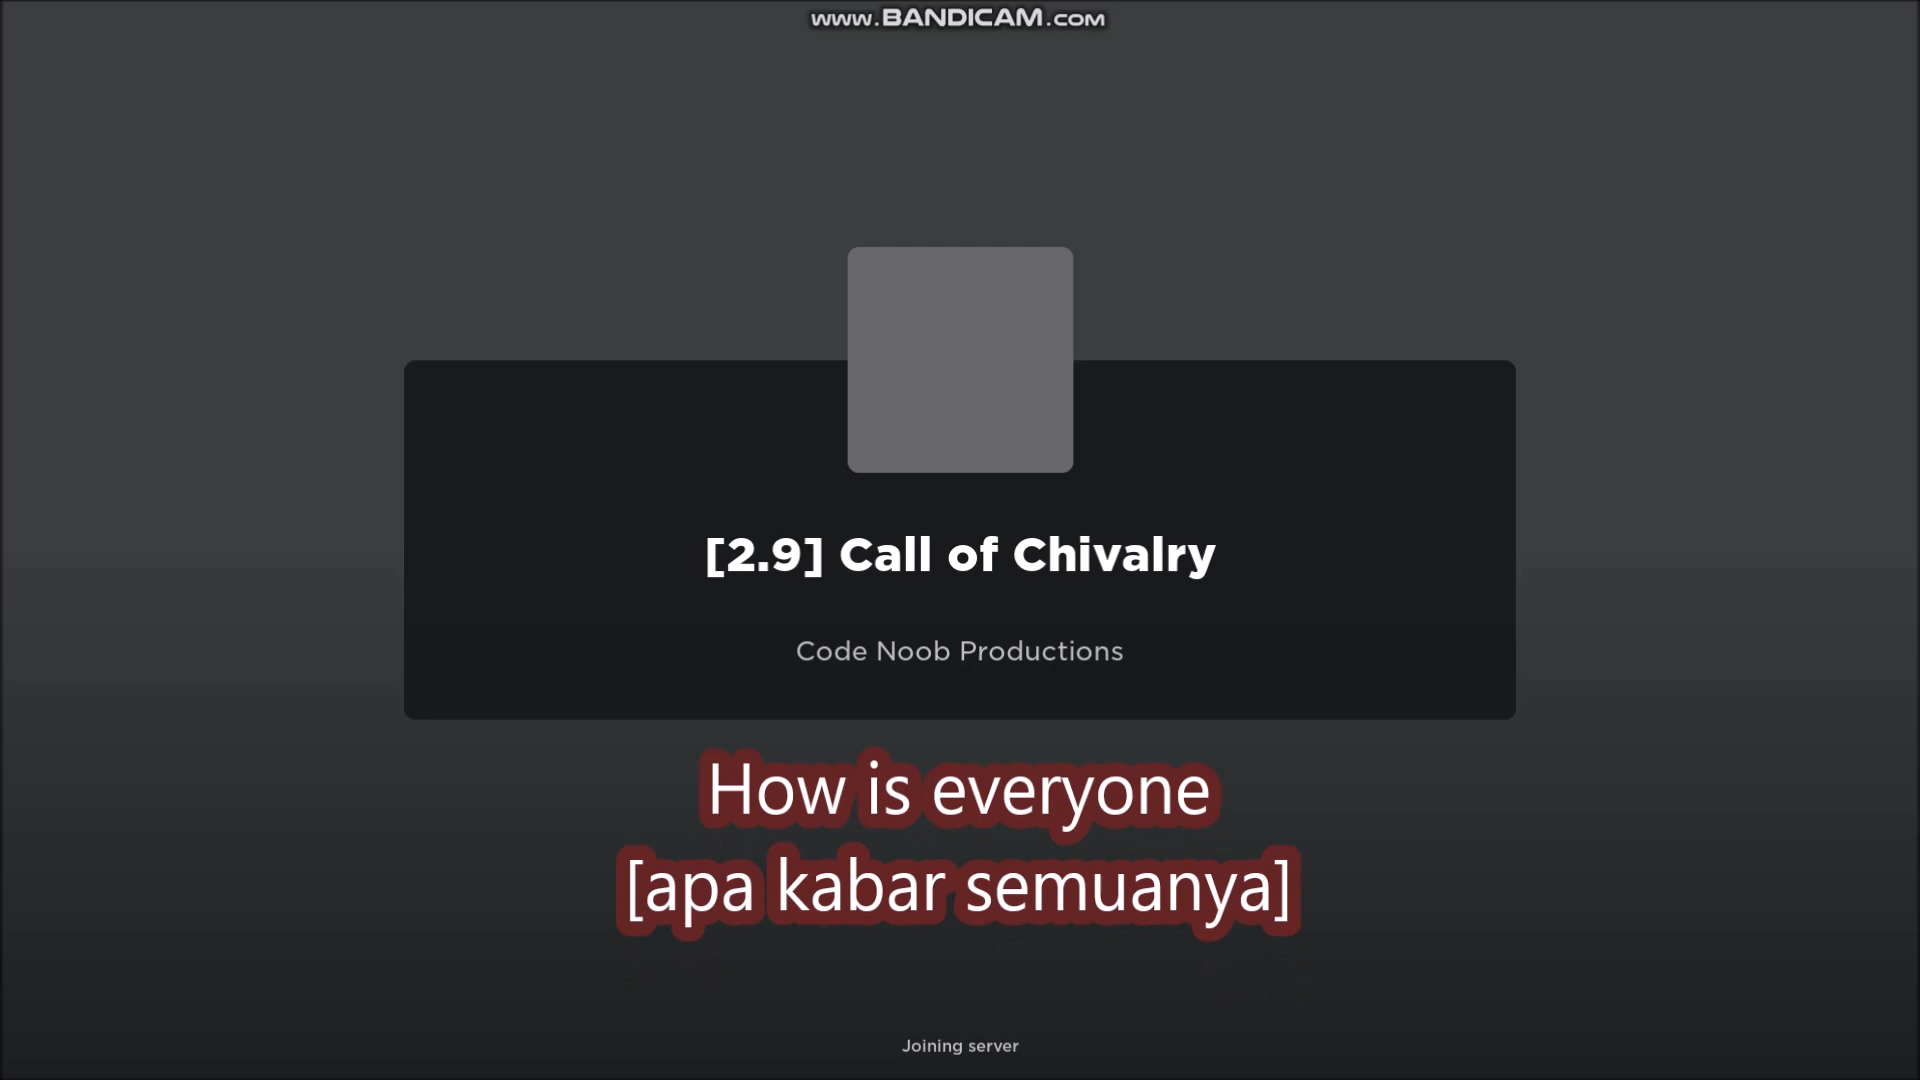 www.BANDICAM.com
[2.9] Call of Chivalry
Code Noob Productions
How is everyone
[apa kabar semuanya]
Joining server